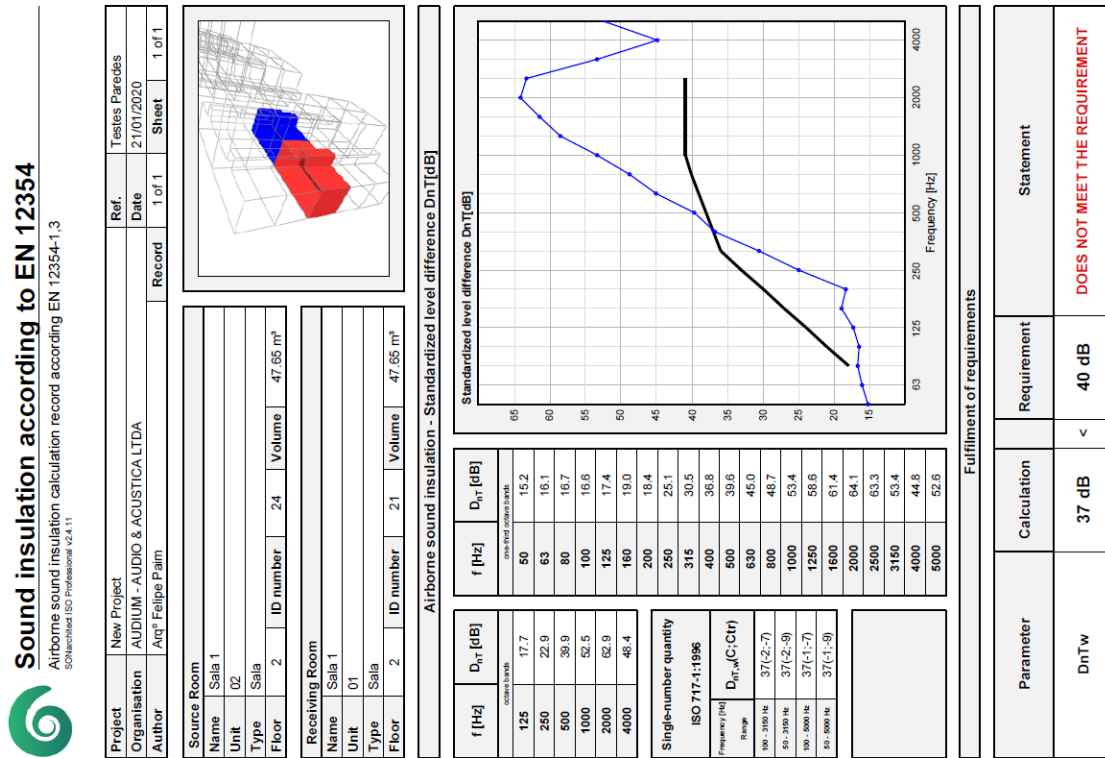 Sound insulation according to EN 12354
Airborne sound insulation calculation record according EN 12354-1,3
SONarchitect ISO Professional v2.4.11
Project New Project Ref. Testes Paredes
Organisation AUDIUM - AUDIO & ACUSTICA LTDA Date 21/01/2020
Author Arqº Felipe Paim Record 1 of 1 Sheet 1 of 1
Source Room
Name Sala 1
Unit 02
Type Sala
Floor 2 ID number 24 Volume 47.65 m³
Receiving Room
Name Sala 1
Unit 01
Type Sala
Floor 2 ID number 21 Volume 47.65 m³
Airborne sound insulation - Standardized level difference DnT[dB]
f [Hz] DnT [dB]
octave bands
125 17.7
250 22.9
500 39.9
1000 52.5
2000 62.9
4000 48.4
Single-number quantity
ISO 717-1:1996
Frequency [Hz] Range DnT,w(C;Ctr)
100 - 3150 Hz 37(-2;-7)
50 - 3150 Hz 37(-2;-9)
100 - 5000 Hz 37(-1;-7)
50 - 5000 Hz 37(-1;-9)
f [Hz] DnT [dB]
one-third octave bands
50 15.2
63 16.1
80 16.7
100 16.6
125 17.4
160 19.0
200 18.4
250 25.1
315 30.5
400 36.8
500 39.6
630 45.0
800 48.7
1000 53.4
1250 58.6
1600 61.4
2000 64.1
2500 63.3
3150 53.4
4000 44.8
5000 52.6
Standardized level difference DnT[dB]
65
60
55
50
45
40
35
30
25
20
15
63 125 250 500 1000 2000 4000
Frequency [Hz]
Fulfilment of requirements
Parameter Calculation Requirement Statement
DnTw 37 dB < 40 dB DOES NOT MEET THE REQUIREMENT